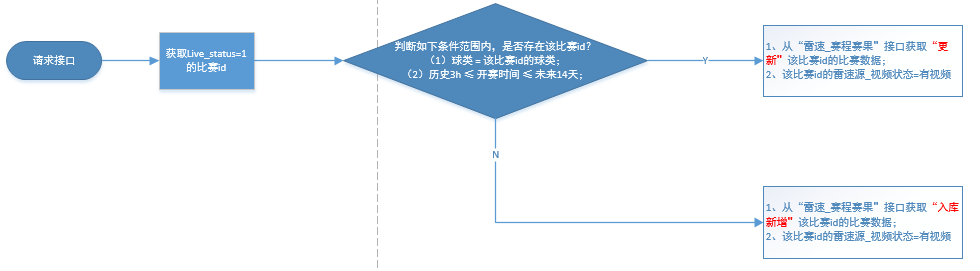 请求接口
获取Live_status=1
的比赛id
判断如下条件范围内，是否存在该比赛id？
（1）球类 = 该比赛id的球类；
（2）历史3h ≤ 开赛时间 ≤ 未来14天；
Y
1、从“雷速_赛程赛果”接口获取“更
新”该比赛id的比赛数据；
2、该比赛id的雷速源_视频状态=有视频
N
1、从“雷速_赛程赛果”接口获取“入库
新增”该比赛id的比赛数据；
2、该比赛id的雷速源_视频状态=有视频